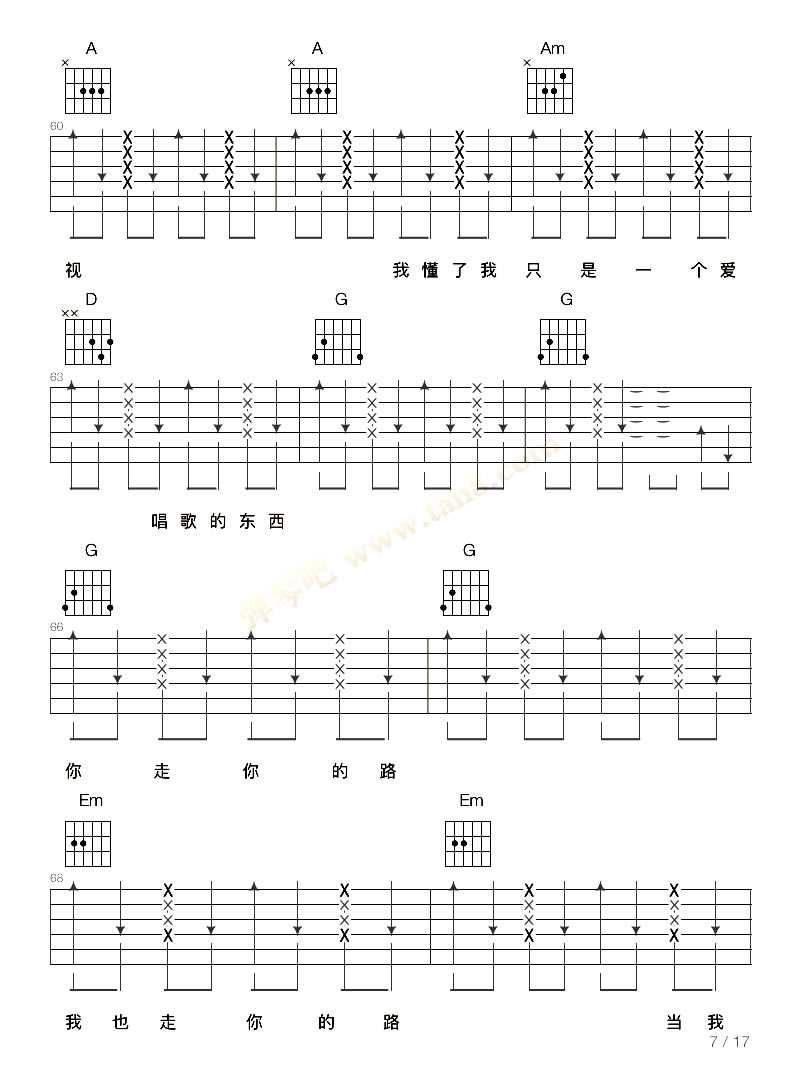 A A Am
60
视 我懂了我只是一个爱
D G G
63
唱歌的东西
弹琴吧 www.tan8.com
G G
66
你走你的路
Em Em
68
我也走你的路 当我
7 / 17